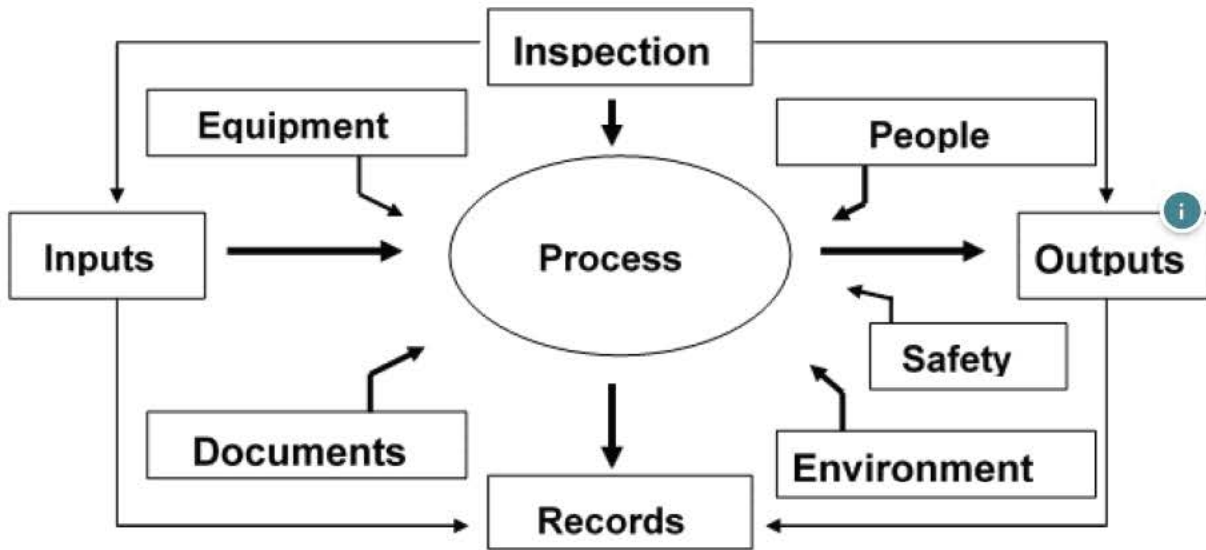 Inspection
Equipment
People
Inputs
Process
i
Outputs
Safety
Documents
Environment
Records